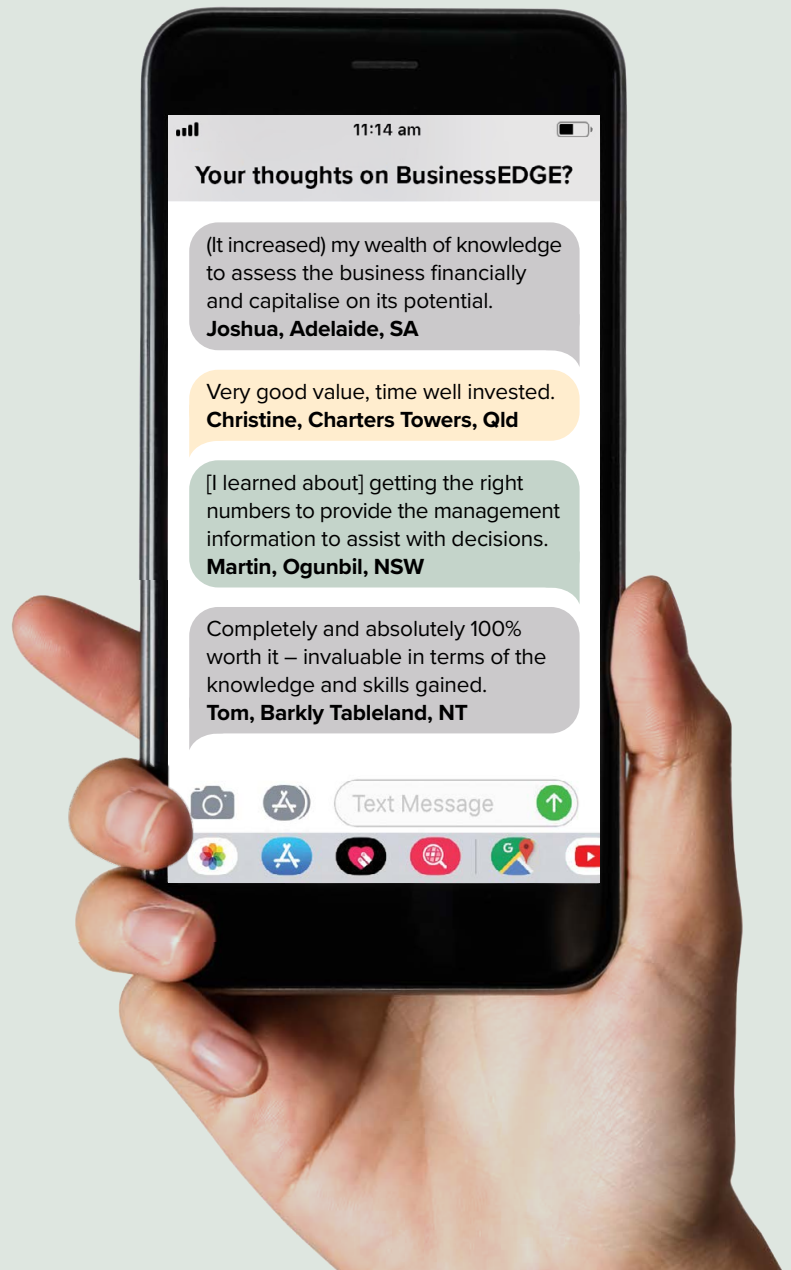 11:14 am
Your thoughts on BusinessEDGE?
(It increased) my wealth of knowledge
to assess the business financially
and capitalise on its potential.
Joshua, Adelaide, SA
Very good value, time well invested.
Christine, Charters Towers, Qld
[I learned about] getting the right
numbers to provide the management
information to assist with decisions.
Martin, Ogunbil, NSW
Completely and absolutely 100%
worth it – invaluable in terms of the
knowledge and skills gained.
Tom, Barkly Tableland, NT
Text Message
G